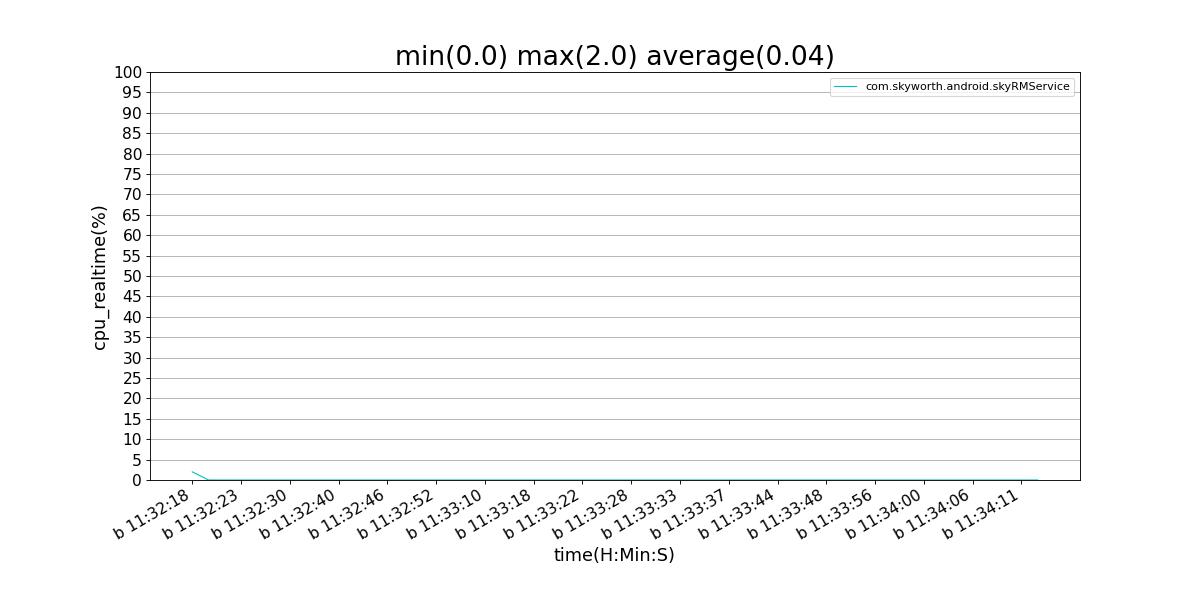 min(0.0) max(2.0) average(0.04)
com.skyworth.android.skyRMService
cpu_realtime(%)
100
95
90
85
80
75
70
65
60
55
50
45
40
35
30
25
20
15
10
5
0
b 11:32:18
b 11:32:23
b 11:32:30
b 11:32:40
b 11:32:46
b 11:32:52
b 11:33:10
b 11:33:18
b 11:33:22
b 11:33:28
b 11:33:33
b 11:33:37
b 11:33:44
b 11:33:48
b 11:33:56
b 11:34:00
b 11:34:06
b 11:34:11
time(H:Min:S)